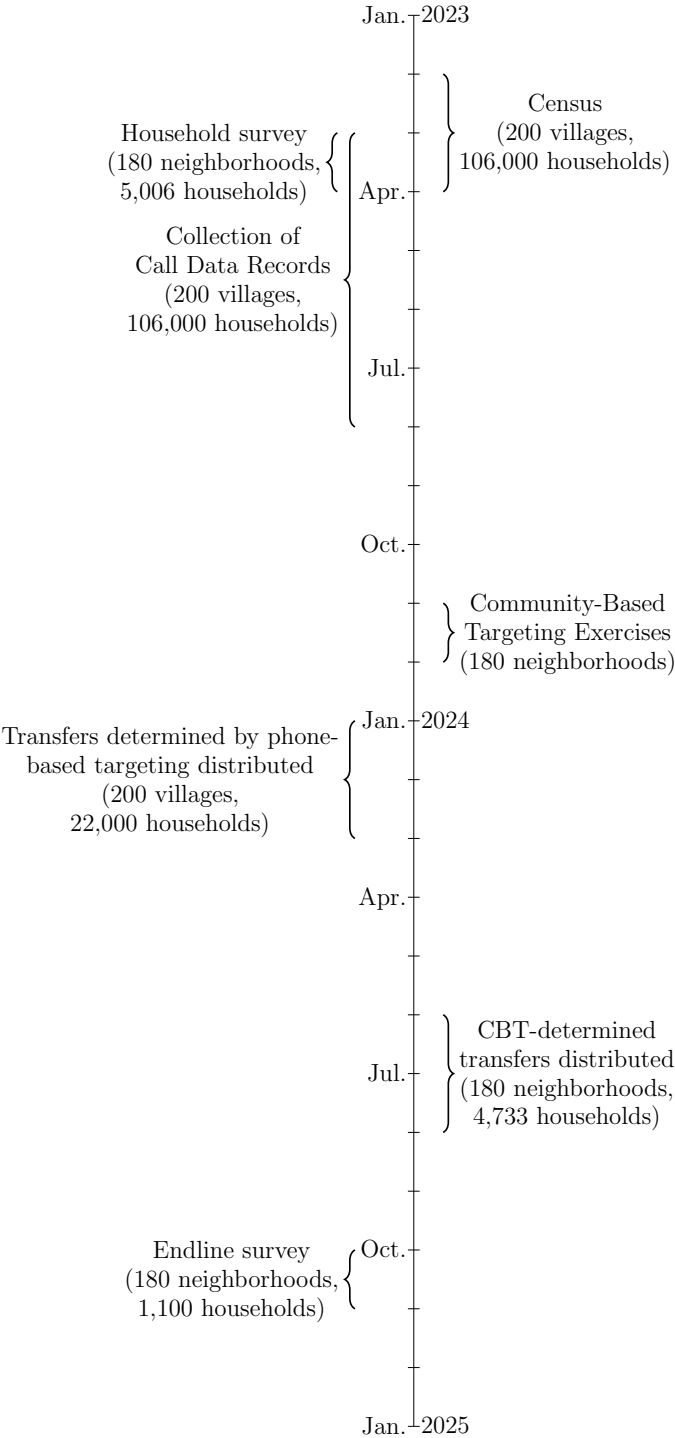 Jan. 2023
Census
(200 villages,
106,000 households)
Household survey
(180 neighborhoods,
5,006 households)
Apr.
Collection of
Call Data Records
(200 villages,
106,000 households)
Jul.
Oct.
Community-Based
Targeting Exercises
(180 neighborhoods)
Jan. 2024
Transfers determined by phone-
based targeting distributed
(200 villages,
22,000 households)
Apr.
CBT-determined
transfers distributed
(180 neighborhoods,
4,733 households)
Jul.
Oct.
Endline survey
(180 neighborhoods,
1,100 households)
Jan. 2025